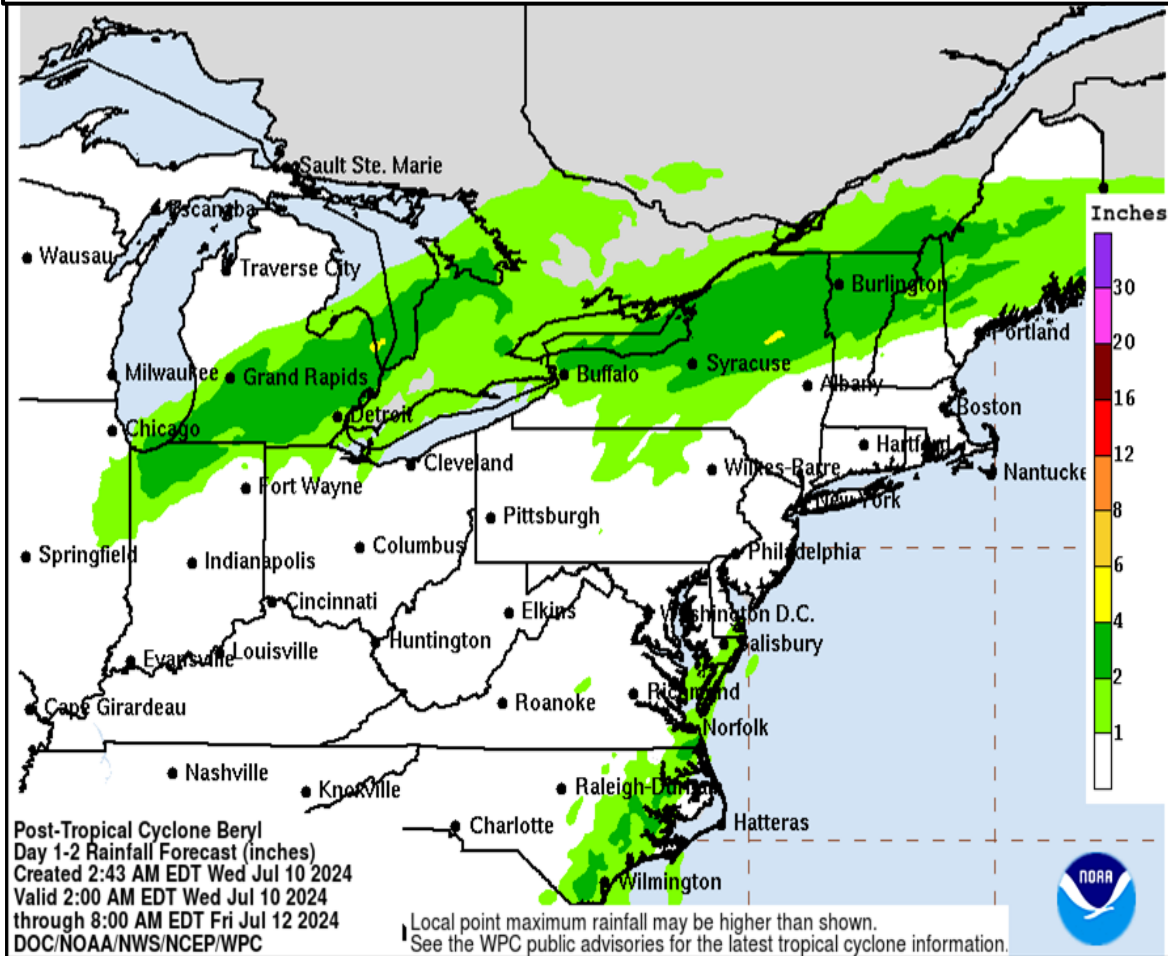 Sault Ste. Marie
Escanaba
Wausau
Traverse City
Inches
Burlington
30
Portland
20
Milwaukee
Grand Rapids
Buffalo
Syracuse
Albany
16
Detroit
Boston
Chicago
Hartford
12
Cleveland
Wilkes-Barre
Nantucke
Fort Wayne
New York
8
Pittsburgh
Springfield
Indianapolis
Columbus
Philadelphia
6
Cincinnati
Elkins
Washington D.C.
4
Evansville
Louisville
Huntington
Salisbury
2
Cape Girardeau
Roanoke
Richmond
Norfolk
1
Nashville
Knoxville
Raleigh-Durham
Charlotte
Hatteras
Wilmington
Post-Tropical Cyclone Beryl
Day 1-2 Rainfall Forecast (inches)
Created 2:43 AM EDT Wed Jul 10 2024
Valid 2:00 AM EDT Wed Jul 10 2024
through 8:00 AM EDT Fri Jul 12 2024
DOC/NOAA/NWS/NCEP/WPC
Local point maximum rainfall may be higher than shown.
See the WPC public advisories for the latest tropical cyclone information.
NOAA